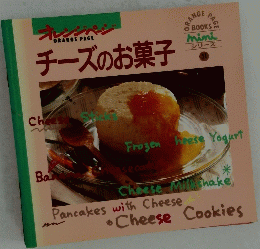 オレンジページ
ORANGE PAGE
ORANGE PAGE
BOOKS
mini
シリーズ
チーズのお菓子
Frozen Cheese Yogurt
Cheese Milkshake
Pancakes with Cheese
Cheese Cookies